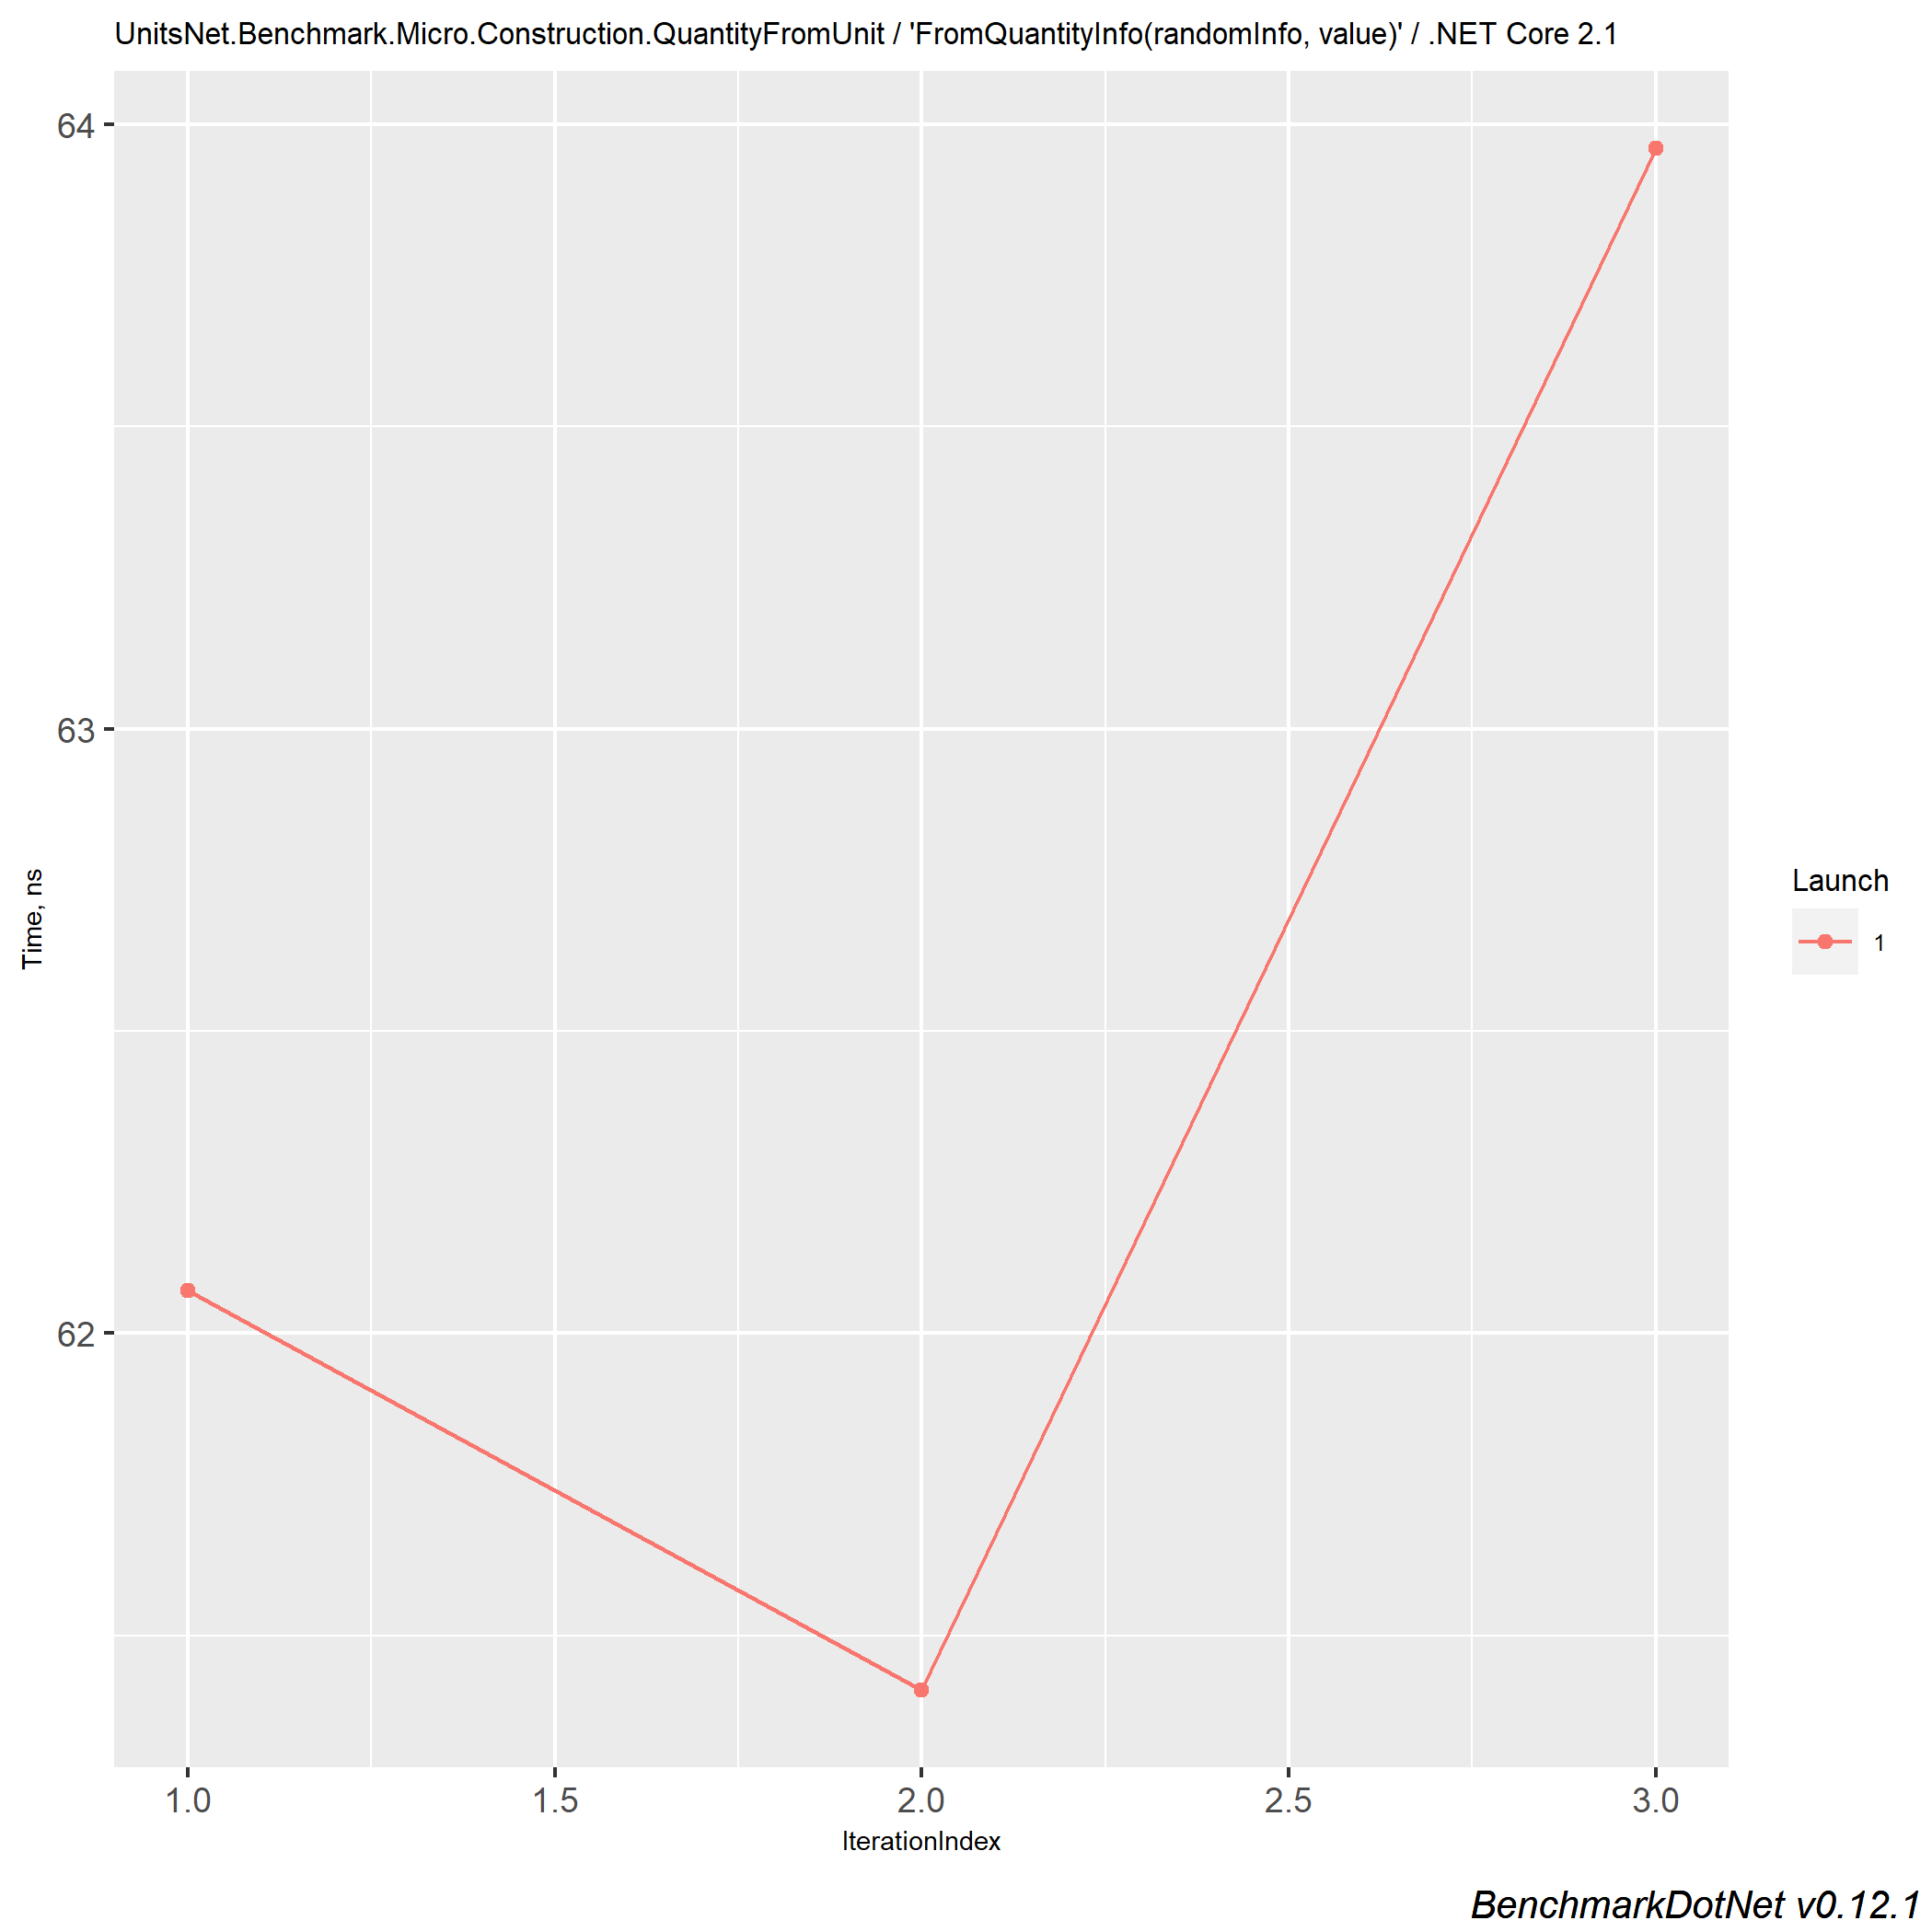 UnitsNet.Benchmark.Micro.Construction.QuantityFromUnit / 'FromQuantityInfo(randomInfo, value)' / .NET Core 2.1
64
63
62
Time, ns
1.0 1.5 2.0 2.5 3.0
IterationIndex
Launch
1
BenchmarkDotNet v0.12.1